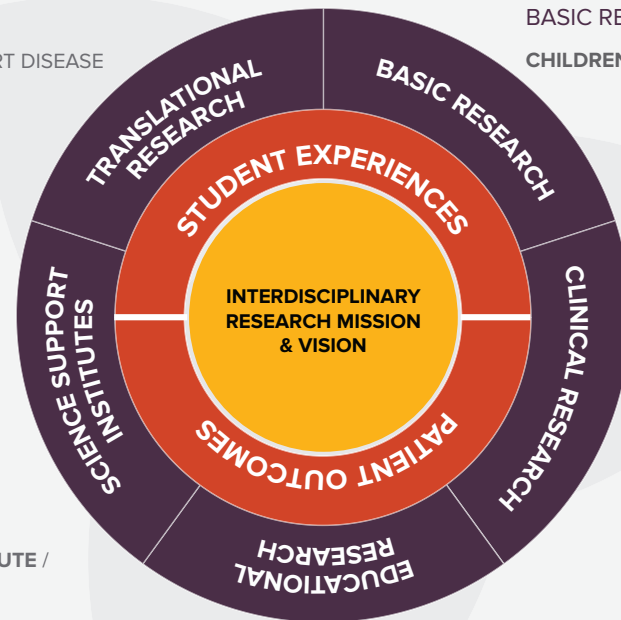 BASIC RE
RT DISEASE
CHILDREN
TRANSLATIONAL
RESEARCH
BASIC RESEARCH
STUDENT EXPERIENCES
INTERDISCIPLINARY
RESEARCH MISSION
& VISION
SCIENCE SUPPORT
INSTITUTES
CLINICAL RESEARCH
PATIENT OUTCOMES
EDUCATIONAL
RESEARCH
UTE /